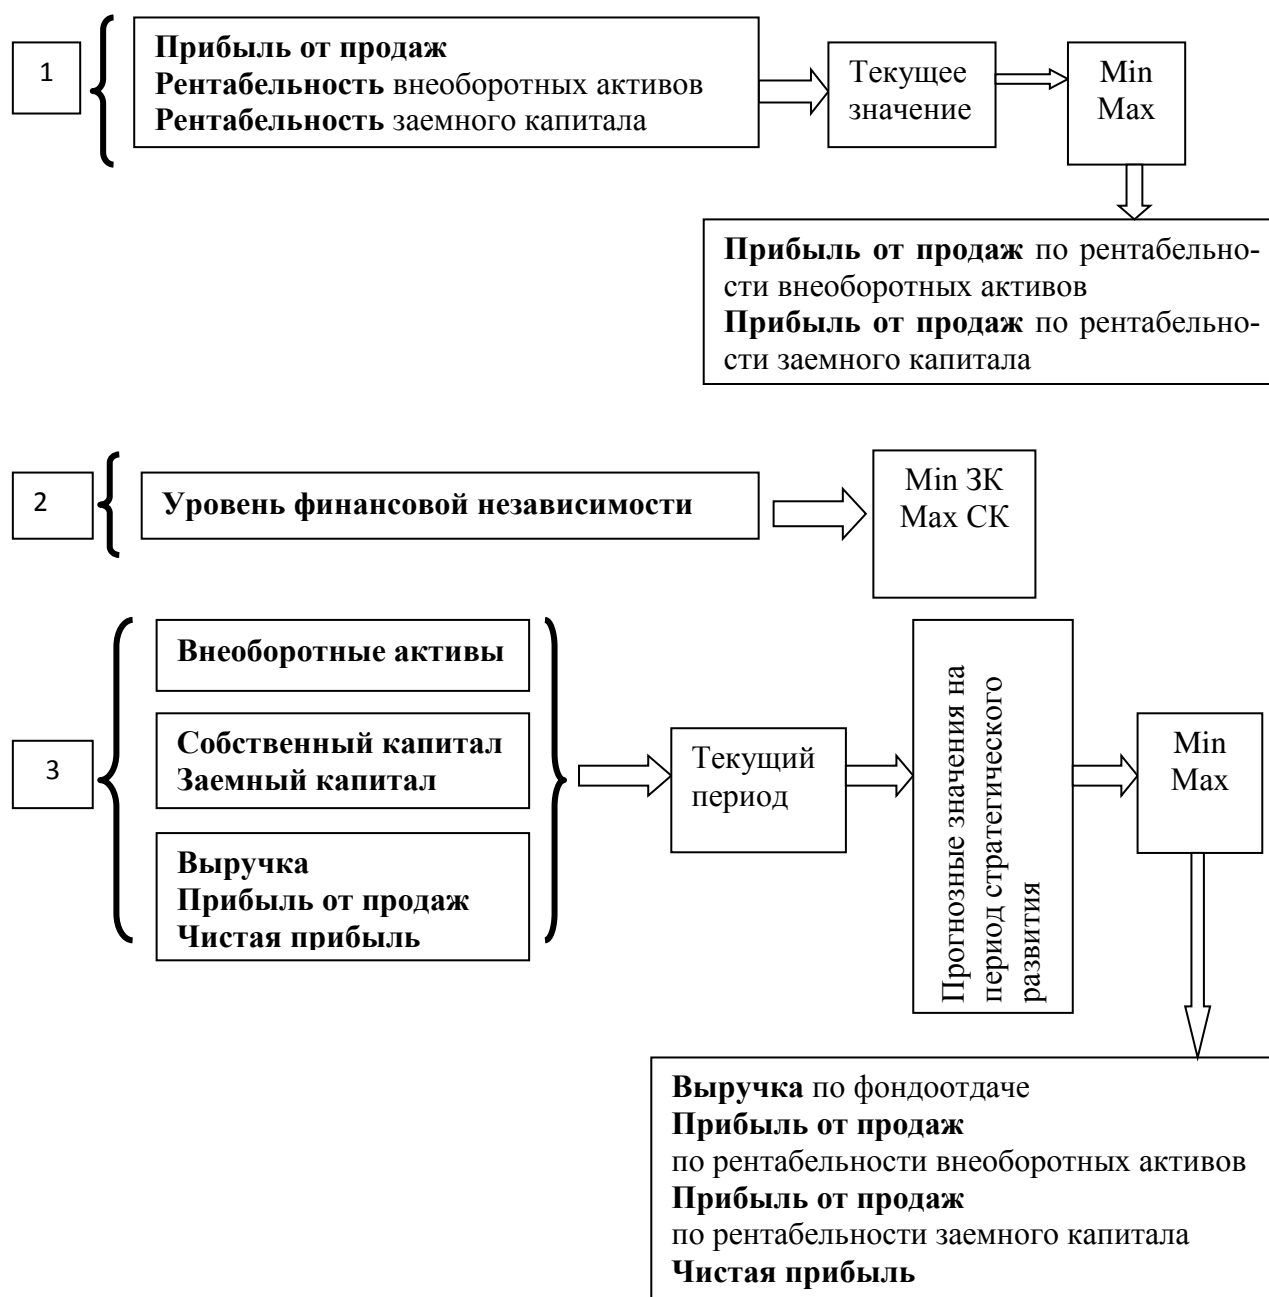 1
Прибыль от продаж
Рентабельность внеоборотных активов
Рентабельность заемного капитала
Текущее
значение
Min
Max
Прибыль от продаж по рентабельно-
сти внеоборотных активов
Прибыль от продаж по рентабельно-
сти заемного капитала
2
Уровень финансовой независимости
Min ЗК
Max СК
3
Внеоборотные активы
Собственный капитал
Заемный капитал
Выручка
Прибыль от продаж
Чистая прибыль
Текущий
период
Прогнозные значения на
период стратегического
развития
Min
Max
Выручка по фондоотдаче
Прибыль от продаж
по рентабельности внеоборотных активов
Прибыль от продаж
по рентабельности заемного капитала
Чистая прибыль